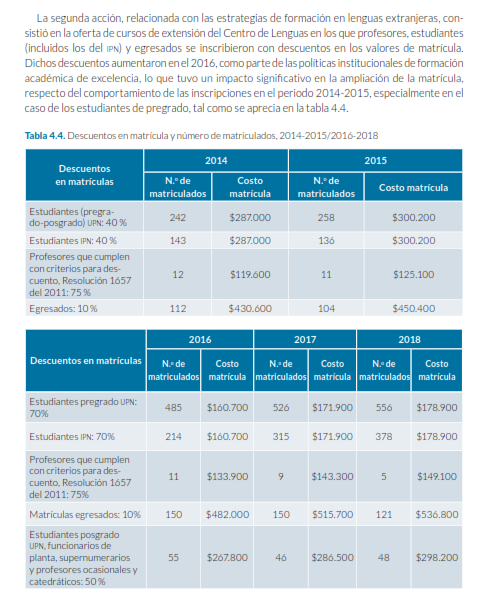 La segunda acción, relacionada con las estrategias de formación en lenguas extranjeras, con-
sistió en la oferta de cursos de extensión del Centro de Lenguas en los que profesores, estudiantes
(incluidos los del IPN) y egresados se inscribieron con descuentos en los valores de matrícula.
Dichos descuentos aumentaron en el 2016, como parte de las políticas institucionales de formación
académica de excelencia, lo que tuvo un impacto significativo en la ampliación de la matrícula,
respecto del comportamiento de las inscripciones en el periodo 2014-2015, especialmente en el
caso de los estudiantes de pregrado, tal como se aprecia en la tabla 4.4.
Tabla 4.4. Descuentos en matrícula y número de matriculados, 2014-2015/2016-2018
Descuentos
en matrículas
2014 2015
N.º de
matriculados
Costo
matrícula
N.º de
matriculados
Costo matrícula
Estudiantes (pregra-
do-posgrado) UPN: 40 %
242 $287.000 258 $300.200
Estudiantes IPN: 40 % 143 $287.000 136 $300.200
Profesores que cumplen
con criterios para des-
cuento, Resolución 1657
del 2011: 75 %
12 $119.600 11 $125.100
Egresados: 10 % 112 $430.600 104 $450.400
Descuentos en matrículas
2016 2017 2018
N.º de
matriculados
Costo
matrícula
N.º de
matriculados
Costo
matrícula
N.º de
matriculados
Costo
matrícula
Estudiantes pregrado UPN:
70%
485 $160.700 526 $171.900 556 $178.900
Estudiantes IPN: 70% 214 $160.700 315 $171.900 378 $178.900
Profesores que cumplen
con criterios para des-
cuento, Resolución 1657
del 2011: 75%
11 $133.900 9 $143.300 5 $149.100
Matrículas egresados: 10% 150 $482.000 150 $515.700 121 $536.800
Estudiantes posgrado
UPN, funcionarios de
planta, supernumerarios
y profesores ocasionales y
catedráticos: 50 %
55 $267.800 46 $286.500 48 $298.200